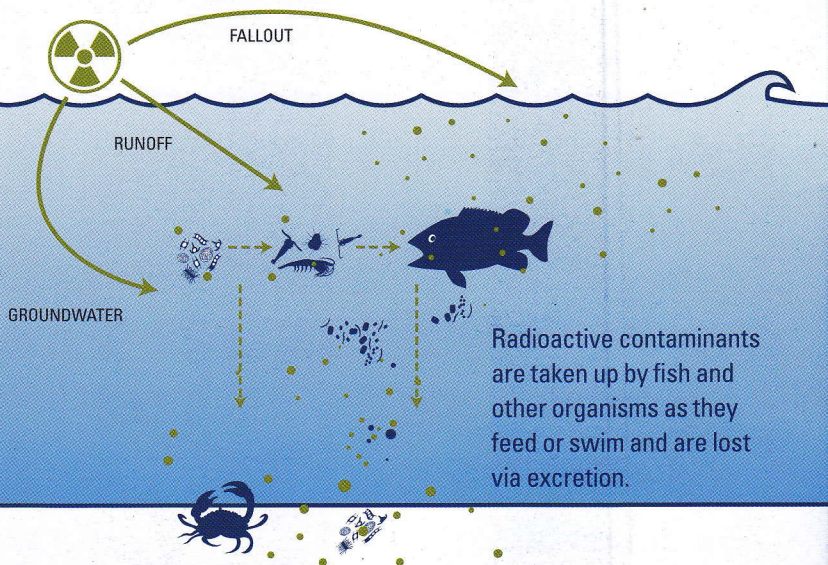 FALLOUT
RUNOFF
GROUNDWATER
Radioactive contaminants
are taken up by fish and
other organisms as they
feed or swim and are lost
via excretion.